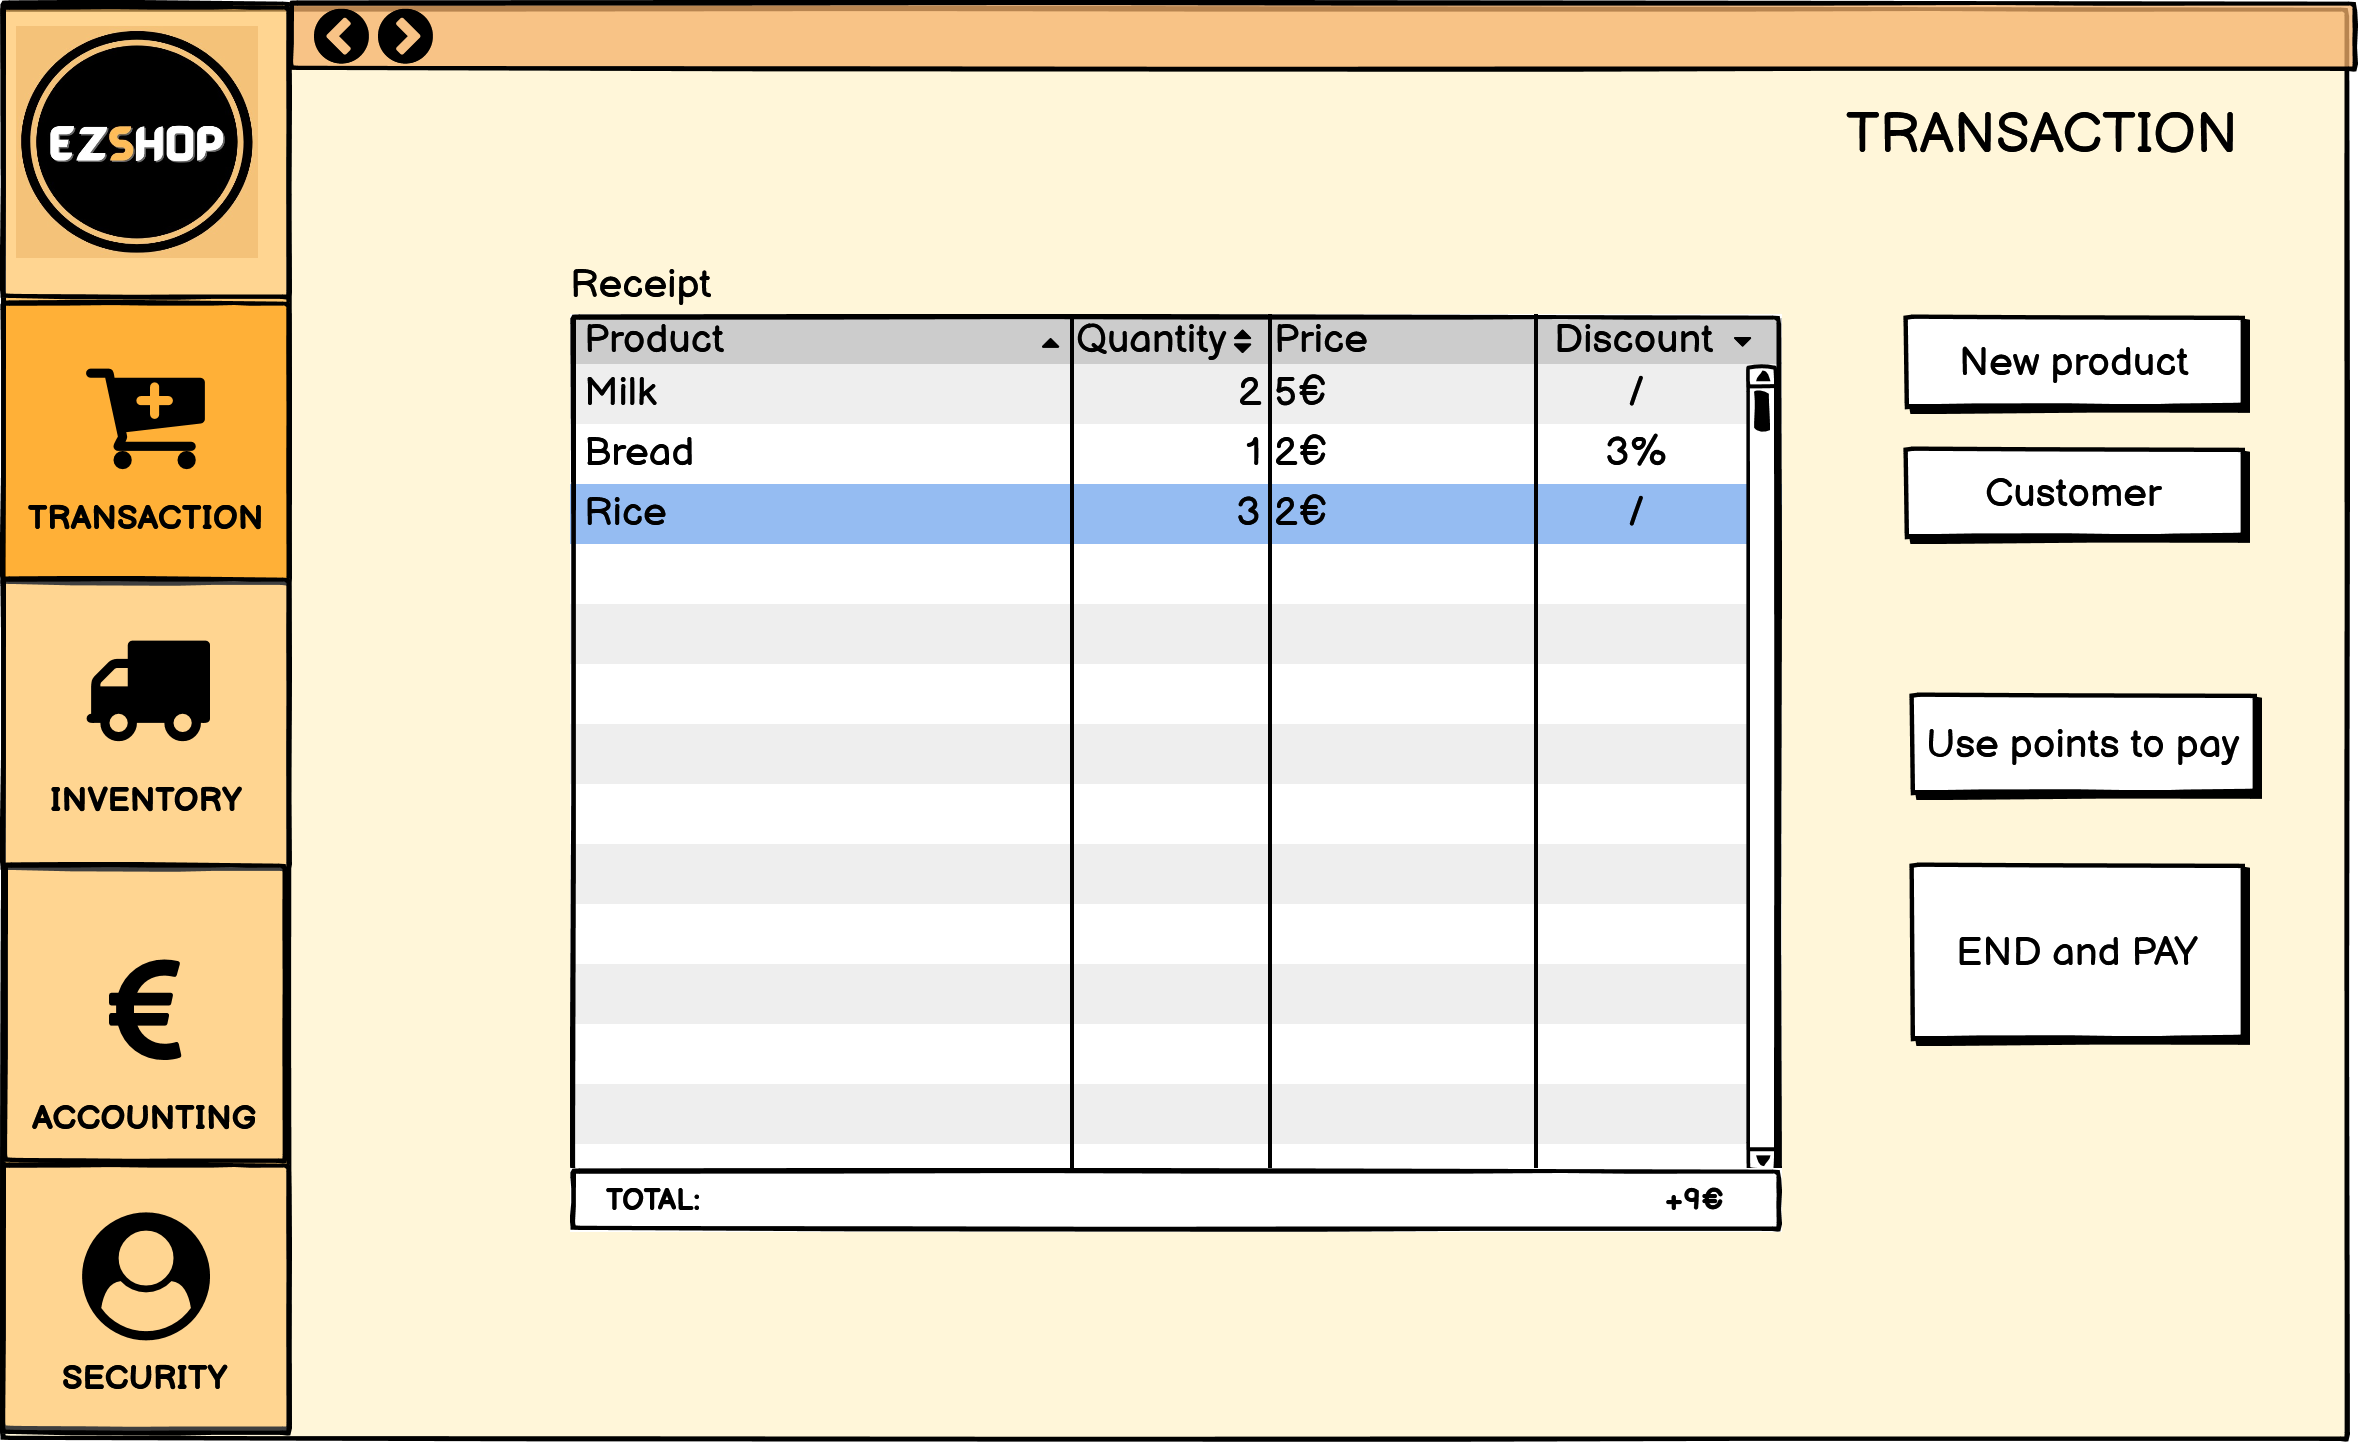 EZSHOP
TRANSACTION
INVENTORY
ACCOUNTING
SECURITY
TRANSACTION
Receipt
Product Quantity Price Discount
Milk 2 5€ /
Bread 1 2€ 3%
Rice 3 2€ /
TOTAL: +9€
New product
Customer
Use points to pay
END and PAY